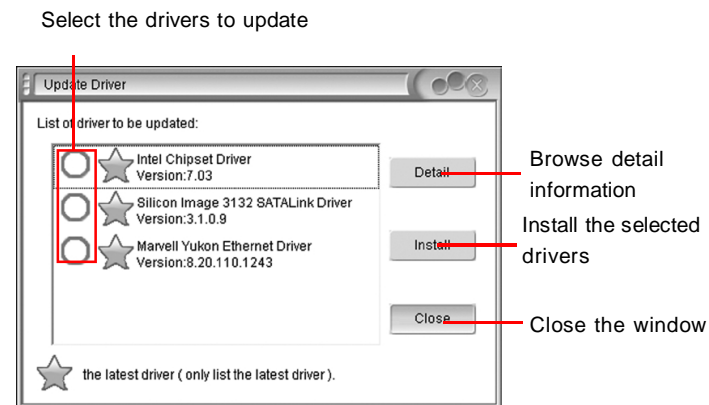 Select the drivers to update
Update Driver
List of driver to be updated:
Intel Chipset Driver
Version:7.03
Silicon Image 3132 SATALink Driver
Version:3.1.0.9
Marvell Yukon Ethernet Driver
Version:8.20.110.1243
Detail
Browse detail
information
Install
Install the selected
drivers
Close
Close the window
the latest driver ( only list the latest driver ).